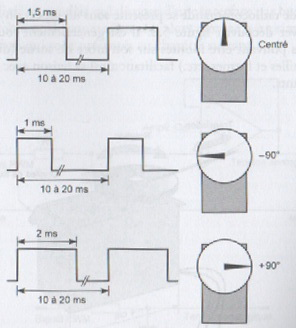 1,5 ms
Centré
10 à 20 ms
1 ms
–90°
10 à 20 ms
2 ms
+90°
10 à 20 ms